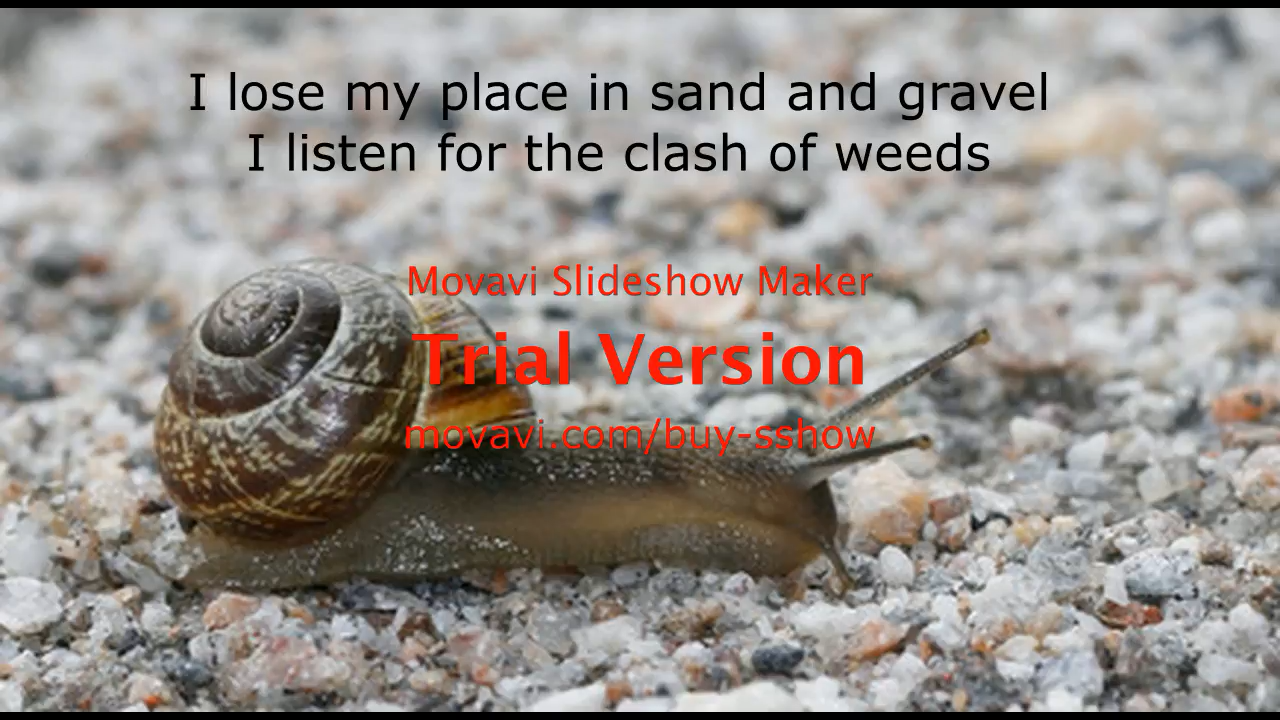 I lose my place in sand and gravel
I listen for the clash of weeds
Movavi Slideshow Maker
Trial Version
movavi.com/buy-sshow